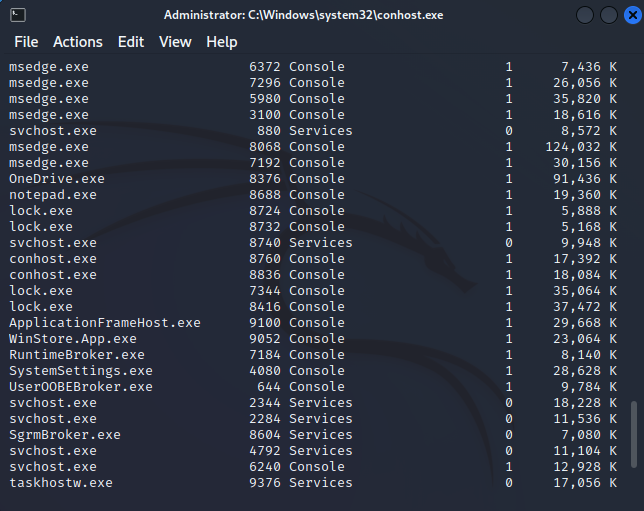 Administrator: C:\Windows\system32\conhost.exe
File Actions Edit View Help
msedge.exe 6372 Console 1 7,436 K
msedge.exe 7296 Console 1 26,056 K
msedge.exe 5980 Console 1 35,820 K
msedge.exe 3100 Console 1 18,616 K
svchost.exe 880 Services 0 8,572 K
msedge.exe 8068 Console 1 124,032 K
msedge.exe 7192 Console 1 30,156 K
OneDrive.exe 8376 Console 1 91,436 K
notepad.exe 8688 Console 1 19,360 K
lock.exe 8724 Console 1 5,888 K
lock.exe 8732 Console 1 5,168 K
svchost.exe 8740 Services 0 9,948 K
conhost.exe 8760 Console 1 17,392 K
conhost.exe 8836 Console 1 18,084 K
lock.exe 7344 Console 1 35,064 K
lock.exe 8416 Console 1 37,472 K
ApplicationFrameHost.exe 9100 Console 1 29,668 K
WinStore.App.exe 9052 Console 1 23,064 K
RuntimeBroker.exe 7184 Console 1 8,140 K
SystemSettings.exe 4080 Console 1 28,628 K
UserOOBEBroker.exe 644 Console 1 9,784 K
svchost.exe 2344 Services 0 18,228 K
svchost.exe 2284 Services 0 11,536 K
SgrmBroker.exe 8604 Services 0 7,080 K
svchost.exe 4792 Services 0 11,104 K
svchost.exe 6240 Console 1 12,928 K
taskhostw.exe 9376 Services 0 17,056 K